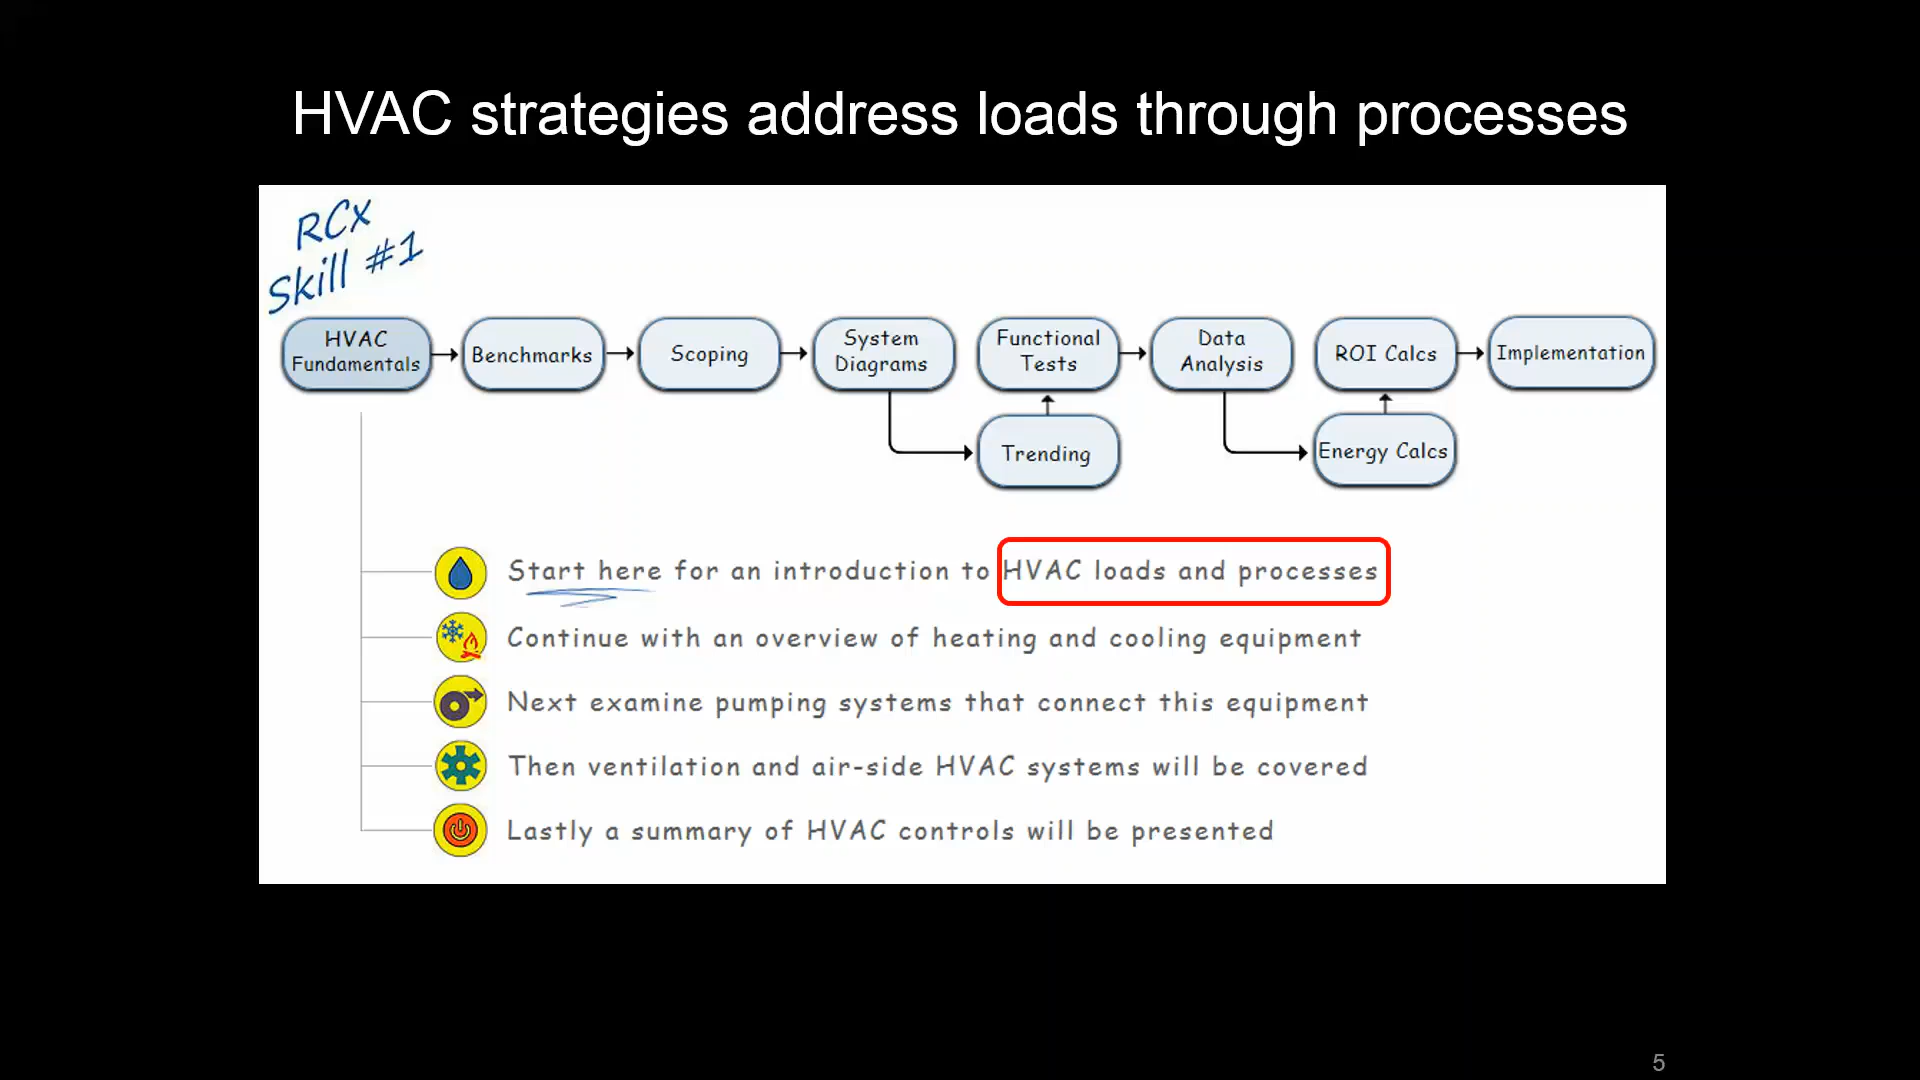 HVAC strategies address loads through processes
RCx
Skill #1
HVAC
Fundamentals
Benchmarks
Scoping
System
Diagrams
Functional
Tests
Data
Analysis
ROI Calcs
Implementation
Trending
Energy Calcs
Start here for an introduction to HVAC loads and processes
Continue with an overview of heating and cooling equipment
Next examine pumping systems that connect this equipment
Then ventilation and air-side HVAC systems will be covered
Lastly a summary of HVAC controls will be presented
5